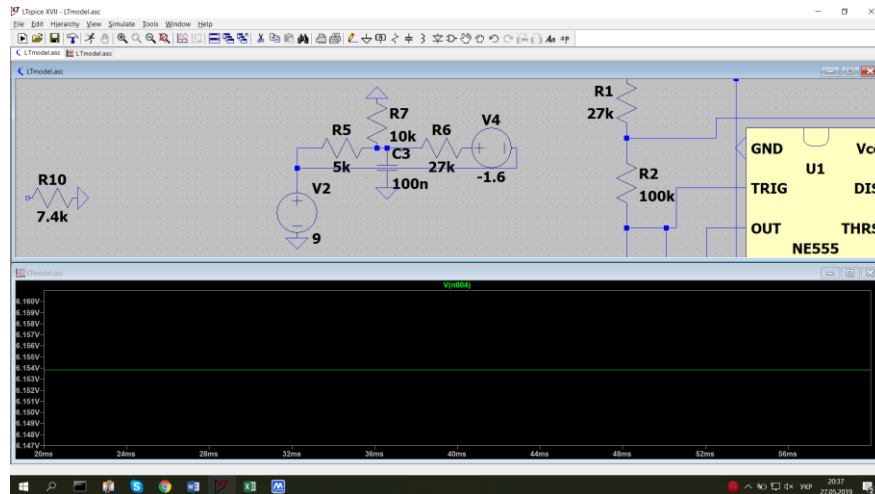 LTspice XVII - LTmodel.asc
File Edit Hierarchy View Simulate Tools Window Help
LTmodel.asc LTmodel.asc
LTmodel.asc
R10
7.4k
R5
5k
R7
10k
C3
100n
R6
27k
V4
-1.6
V2
9
R1
27k
R2
100k
GND
TRIG
OUT
U1
NE555
LTmodel.asc
V(n004)
6.160V
6.159V
6.158V
6.157V
6.156V
6.155V
6.154V
6.153V
6.152V
6.151V
6.150V
6.149V
6.148V
6.147V
20ms 24ms 28ms 32ms 36ms 40ms 44ms 48ms 52ms 56ms
УКР
20:37
27.05.2019